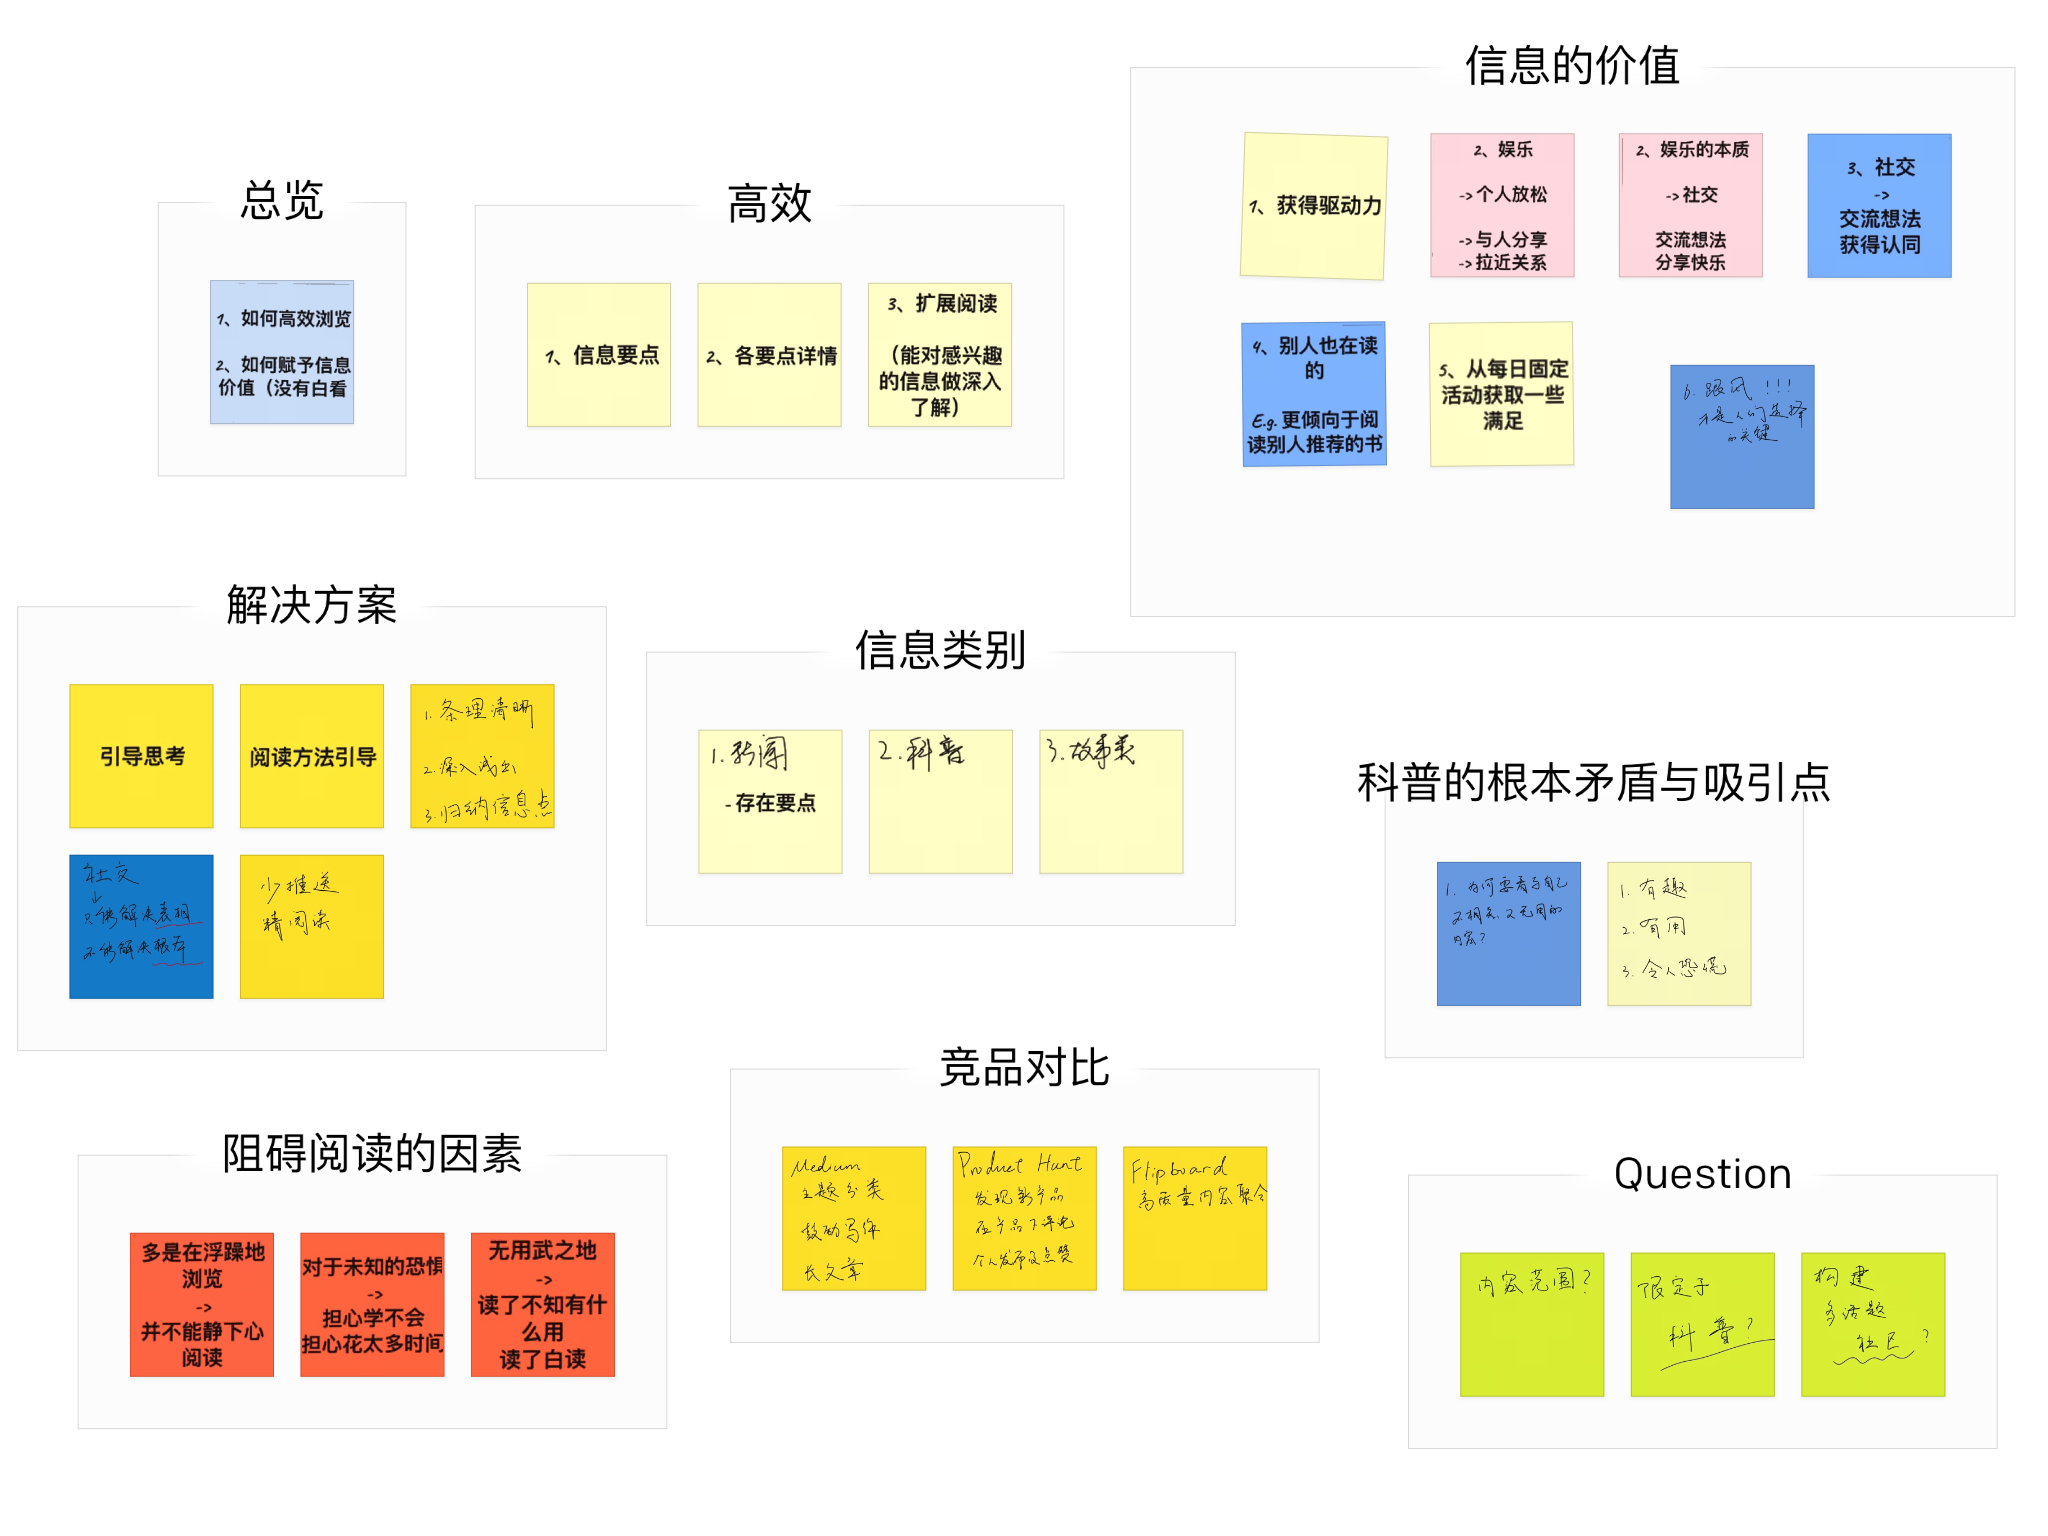 总览
1、如何高效浏览
2、如何赋予信息
价值（没有白看
高效
1、信息要点
2、各要点详情
3、扩展阅读
（能对感兴趣
的信息做深入
了解）
信息的价值
1、获得驱动力
2、娱乐
->个人放松
->与人分享
->拉近关系
2、娱乐的本质
->社交
交流想法
分享快乐
3、社交
->
交流想法
获得认同
4、别人也在读
的
E.g. 更倾向于阅
读别人推荐的书
5、从每日固定
活动获取一些
满足
6. 跟风 !!!
才是人们选择
的关键
解决方案
引导思考
阅读方法引导
1. 条理清晰
2. 深入浅出
3. 归纳信息点
社交
↓
只能解决表相
不能解决根本
少推送
精阅读
信息类别
1. 新闻
- 存在要点
2. 科普
3. 故事类
科普的根本矛盾与吸引点
1. 为何要看与自己
不相关, 又无用的
内容?
1. 有趣
2. 有用
3. 令人恐慌
阻碍阅读的因素
多是在浮躁地
浏览
->
并不能静下心
阅读
对于未知的恐惧
->
担心学不会
担心花太多时间
无用武之地
->
读了不知有什
么用
读了白读
竞品对比
Medium
主题分类
鼓励写作
长文章
Product Hunt
发现新产品
在产品下评论
个人发布及点赞
Flipboard
高质量内容聚合
Question
内容范围?
限定于
科普?
构建
多话题
社区?